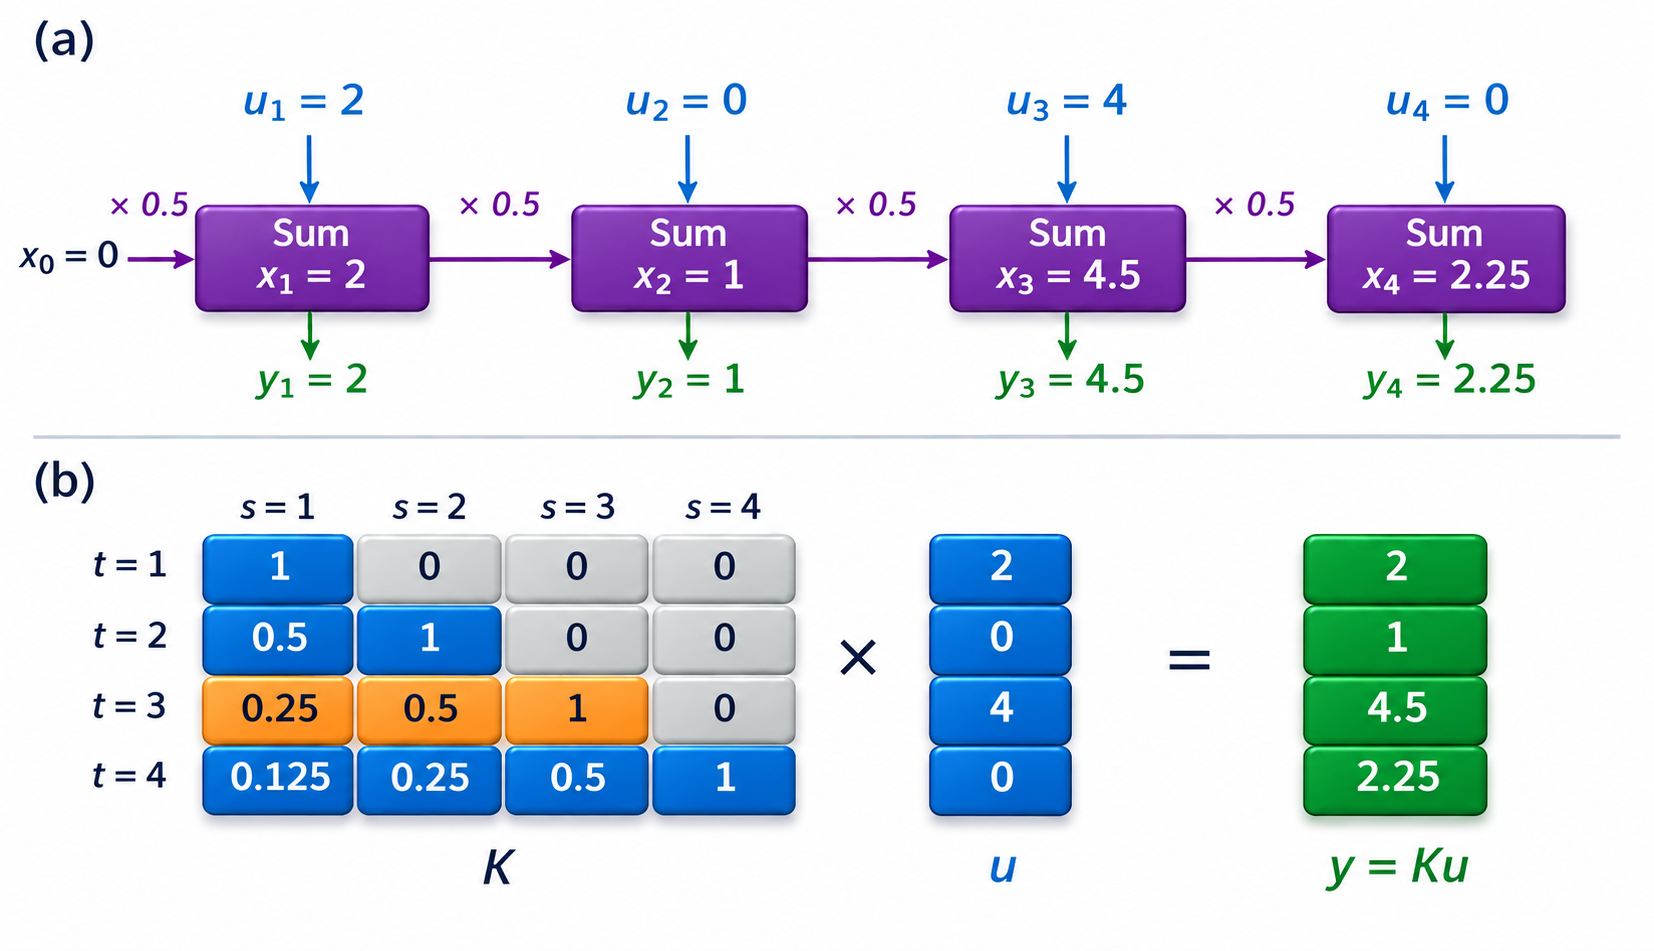 (a)
u₁ = 2 u₂ = 0 u₃ = 4 u₄ = 0
× 0.5 × 0.5 × 0.5 × 0.5
x₀ = 0
Sum Sum Sum Sum
x₁ = 2 x₂ = 1 x₃ = 4.5 x₄ = 2.25
y₁ = 2 y₂ = 1 y₃ = 4.5 y₄ = 2.25
(b)
s = 1 s = 2 s = 3 s = 4
t = 1 1 0 0 0 2 2
t = 2 0.5 1 0 0 0 1
× =
t = 3 0.25 0.5 1 0 4 4.5
t = 4 0.125 0.25 0.5 1 0 2.25
K u y = Ku